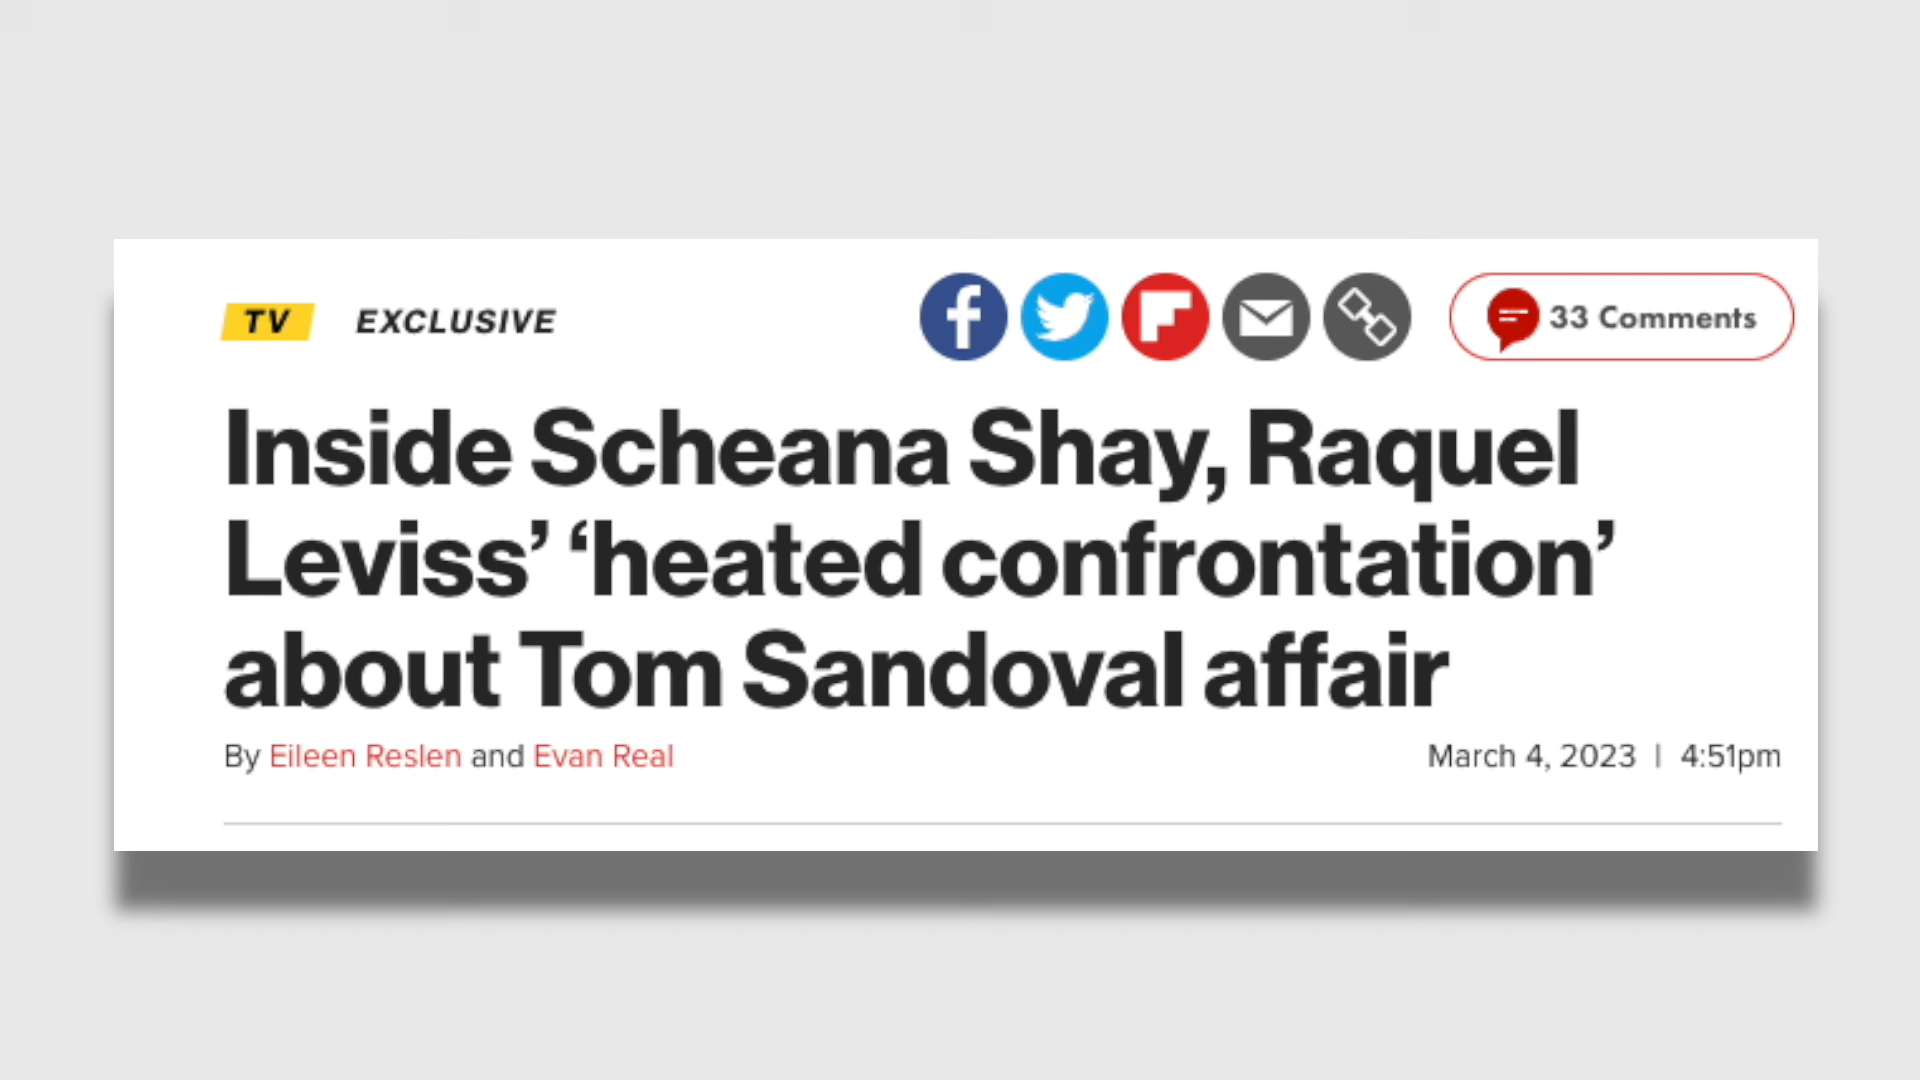 TV EXCLUSIVE 33 Comments
Inside Scheana Shay, Raquel
Leviss’ ‘heated confrontation’
about Tom Sandoval affair
By Eileen Reslen and Evan Real March 4, 2023 | 4:51pm